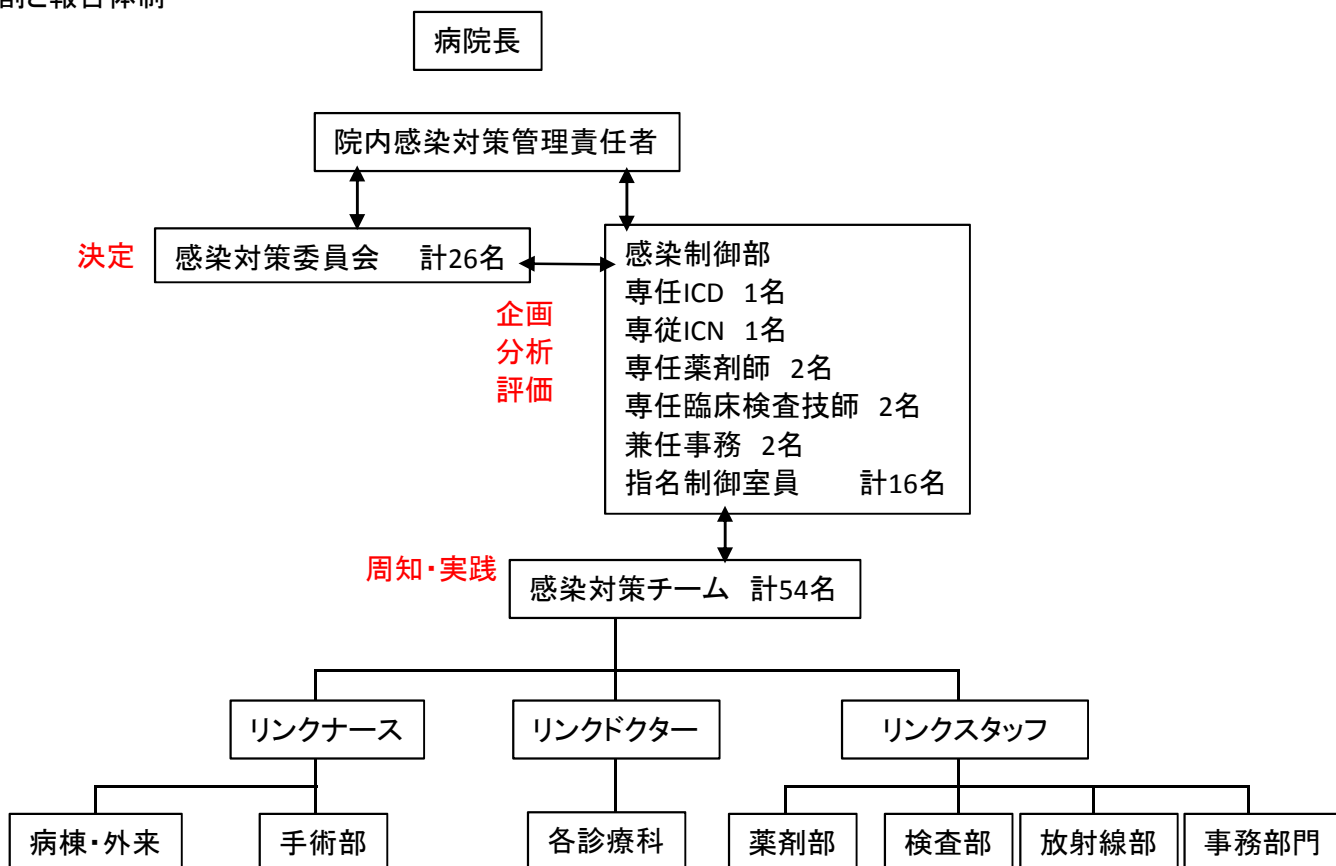 割と報告体制
病院長
院内感染対策管理責任者
決定
感染対策委員会 計26名
企画
分析
評価
感染制御部
専任ICD 1名
専従ICN 1名
専任薬剤師 2名
専任臨床検査技師 2名
兼任事務 2名
指名制御室員 計16名
周知・実践
感染対策チーム 計54名
リンクナース
リンクドクター
リンクスタッフ
病棟・外来
手術部
各診療科
薬剤部
検査部
放射線部
事務部門